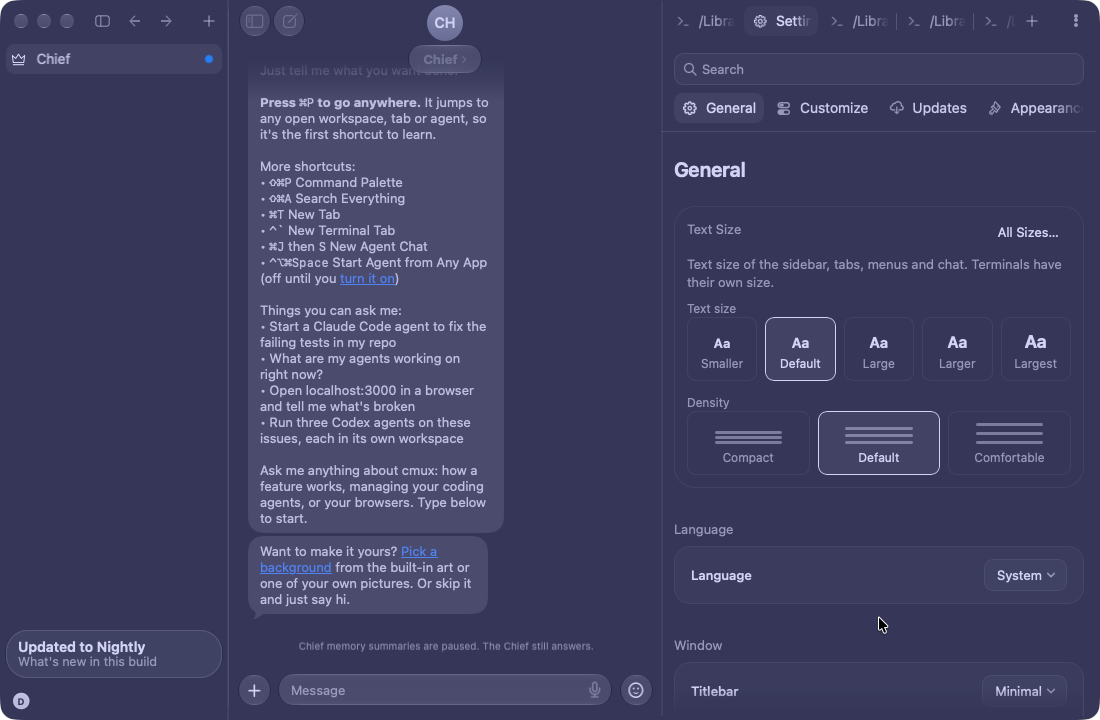 Chief
Updated to Nightly
What's new in this build
D
CH
Chief
Just tell me what you want done.
Press ⌘P to go anywhere. It jumps to
any open workspace, tab or agent, so
it's the first shortcut to learn.
More shortcuts:
• ⇧⌘P Command Palette
• ⇧⌘A Search Everything
• ⌘T New Tab
• ^` New Terminal Tab
• ⌘J then S New Agent Chat
• ^⌥⌘Space Start Agent from Any App
(off until you turn it on)
Things you can ask me:
• Start a Claude Code agent to fix the
failing tests in my repo
• What are my agents working on
right now?
• Open localhost:3000 in a browser
and tell me what's broken
• Run three Codex agents on these
issues, each in its own workspace
Ask me anything about cmux: how a
feature works, managing your coding
agents, or your browsers. Type below
to start.
Want to make it yours? Pick a
background from the built-in art or
one of your own pictures. Or skip it
and just say hi.
Chief memory summaries are paused. The Chief still answers.
Message
/Libra Settin /Libra /Libra /
Search
General Customize Updates Appearanc
General
Text Size All Sizes...
Text size of the sidebar, tabs, menus and chat. Terminals have
their own size.
Text size
Aa Aa Aa Aa Aa
Smaller Default Large Larger Largest
Density
Compact Default Comfortable
Language
Language System
Window
Titlebar Minimal